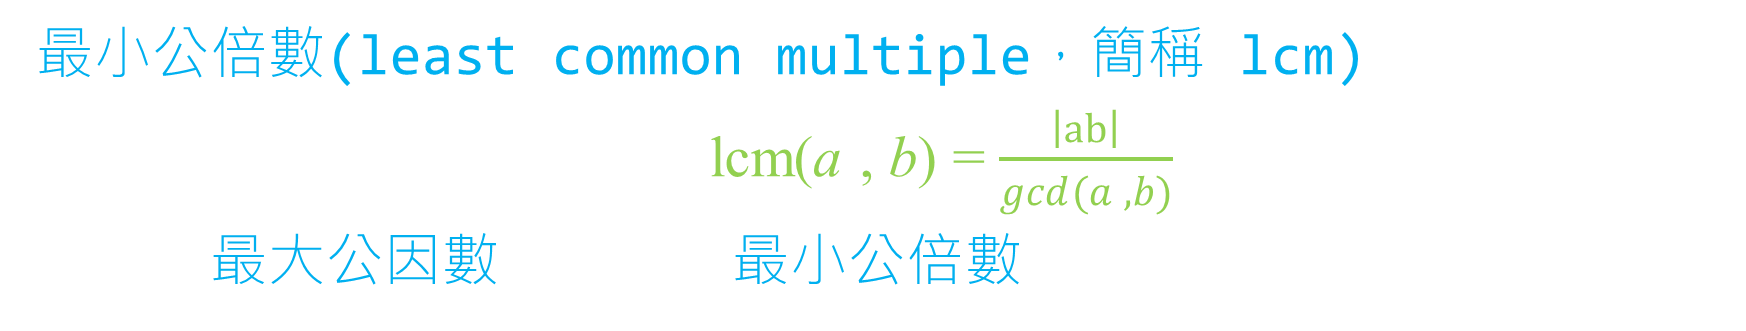 最小公倍數(least common multiple，簡稱 lcm)
lcm(a , b) = |ab| / gcd(a ,b)
最大公因數 最小公倍數